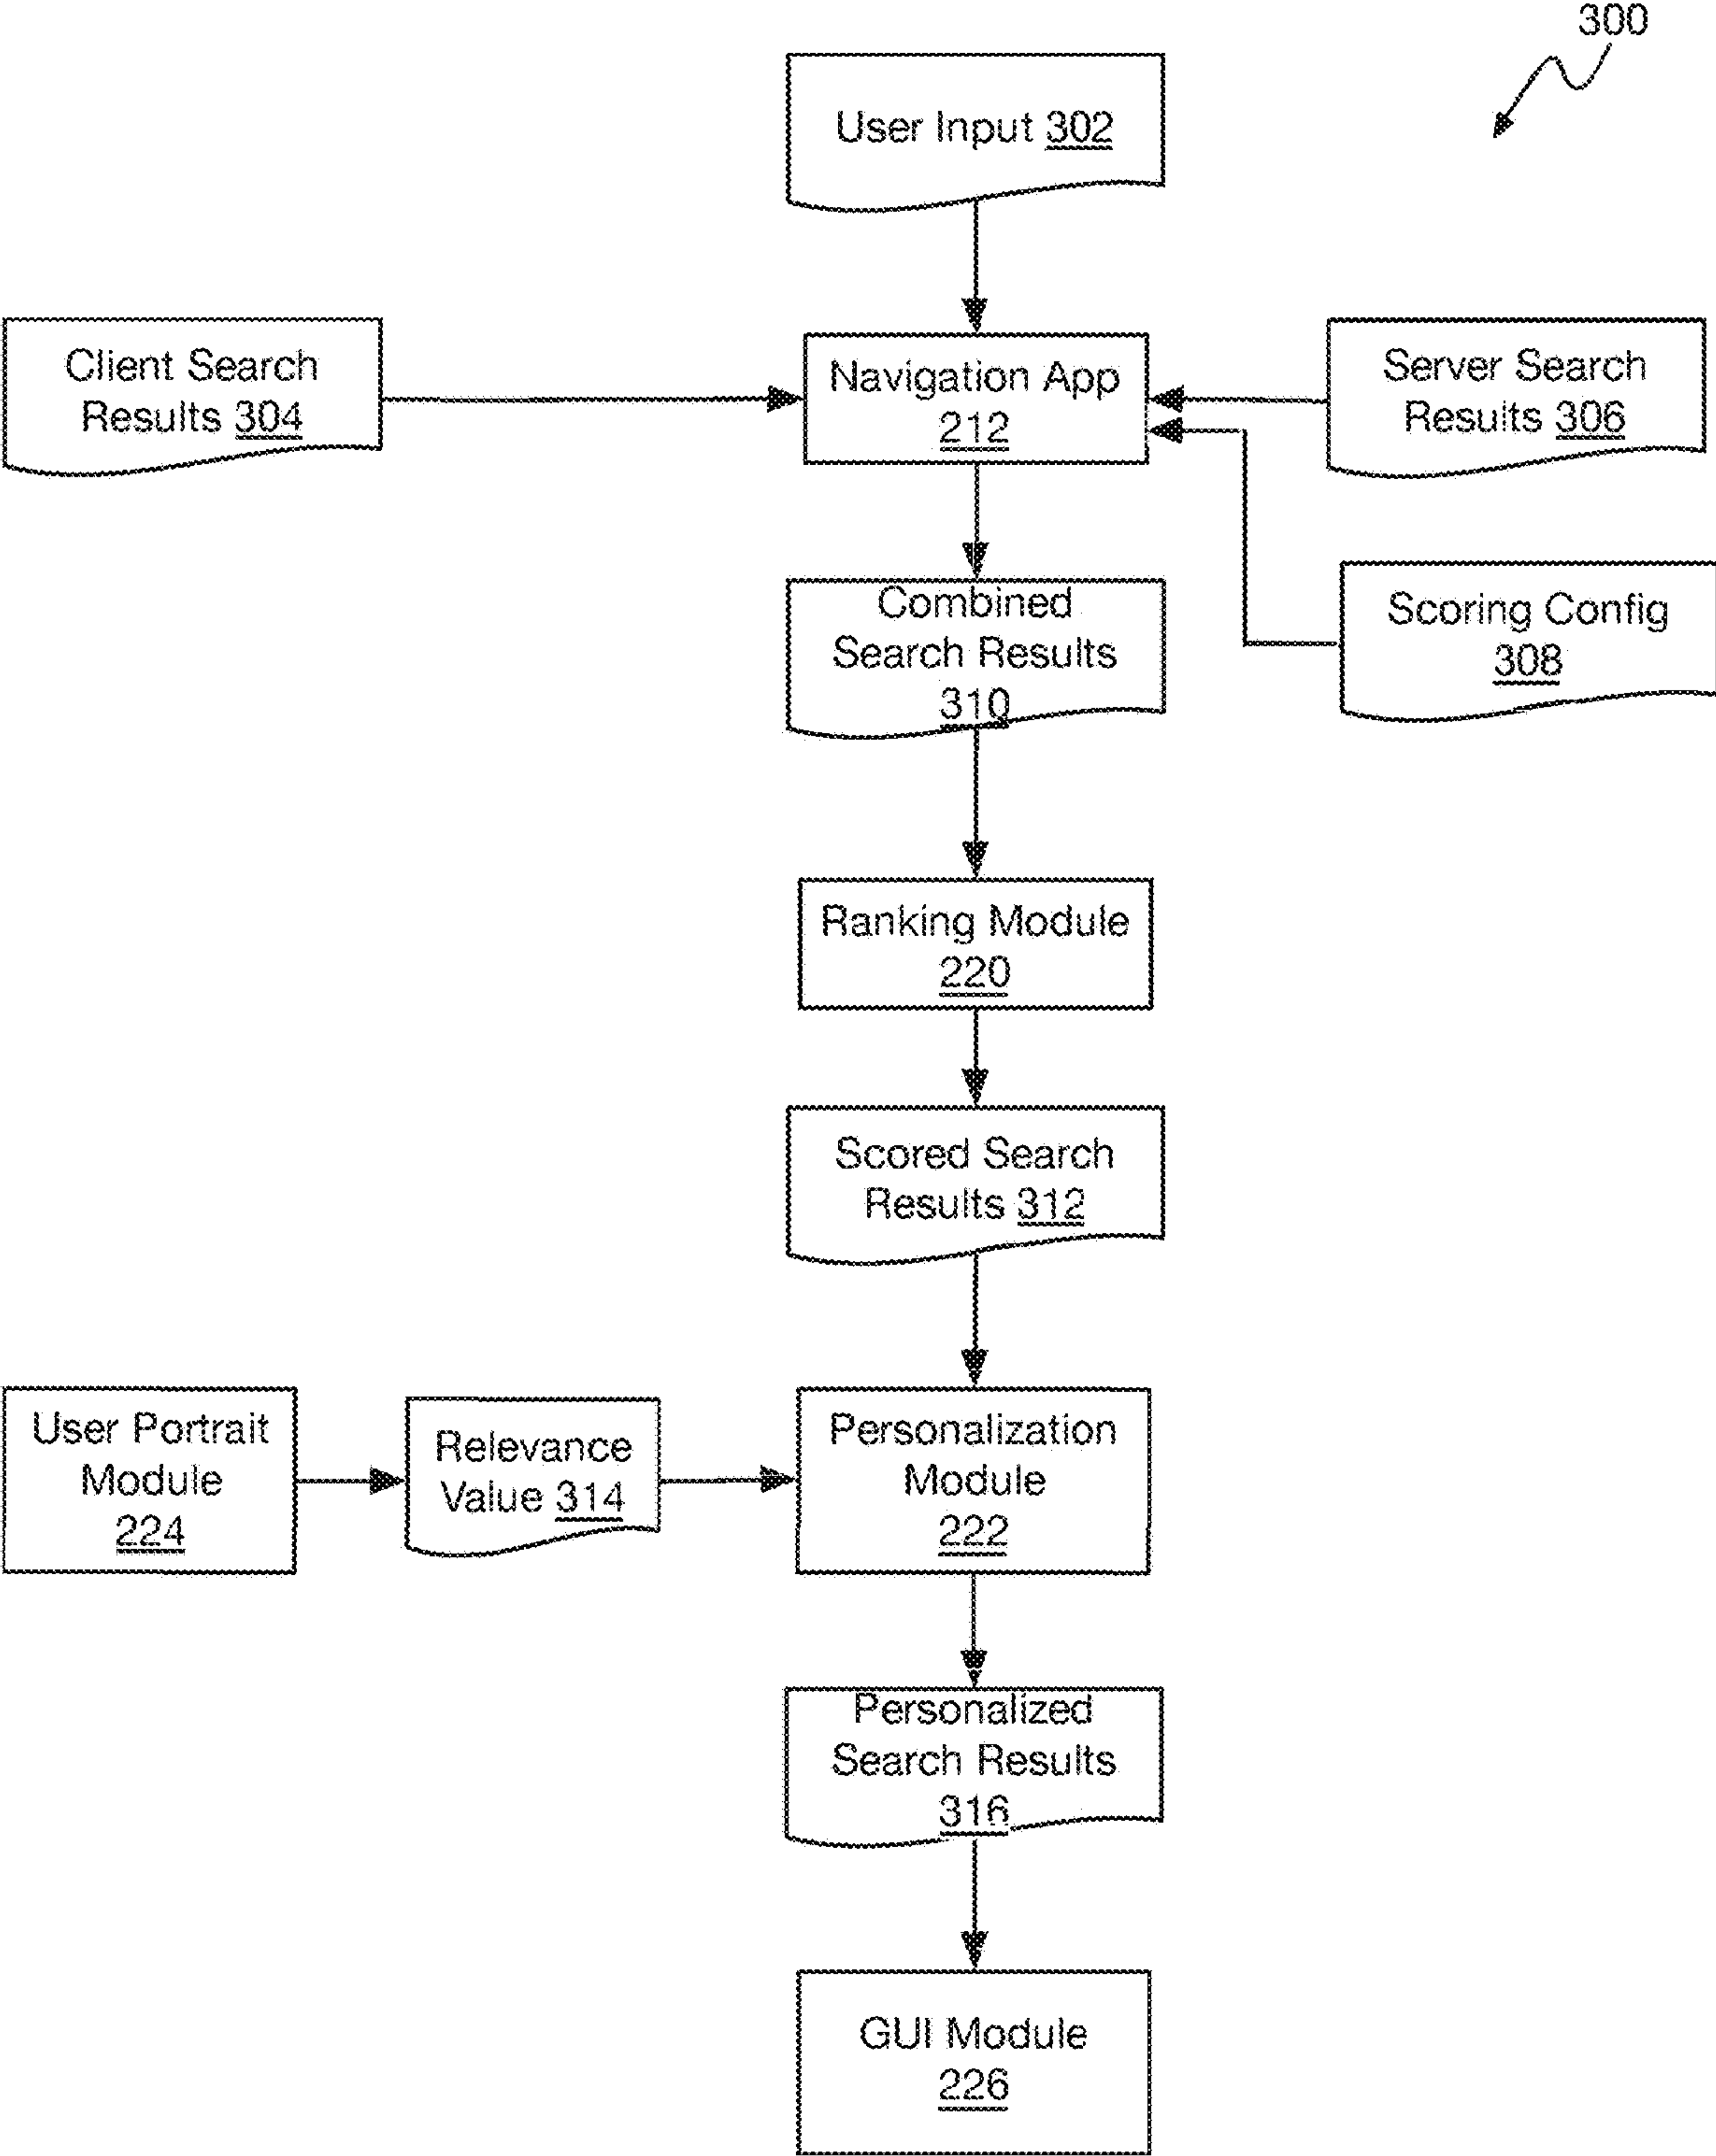 300
User Input 302
Client Search
Results 304
Navigation App
212
Server Search
Results 306
Scoring Config
308
Combined
Search Results
310
Ranking Module
220
Scored Search
Results 312
User Portrait
Module
224
Relevance
Value 314
Personalization
Module
222
Personalized
Search Results
316
GUI Module
226